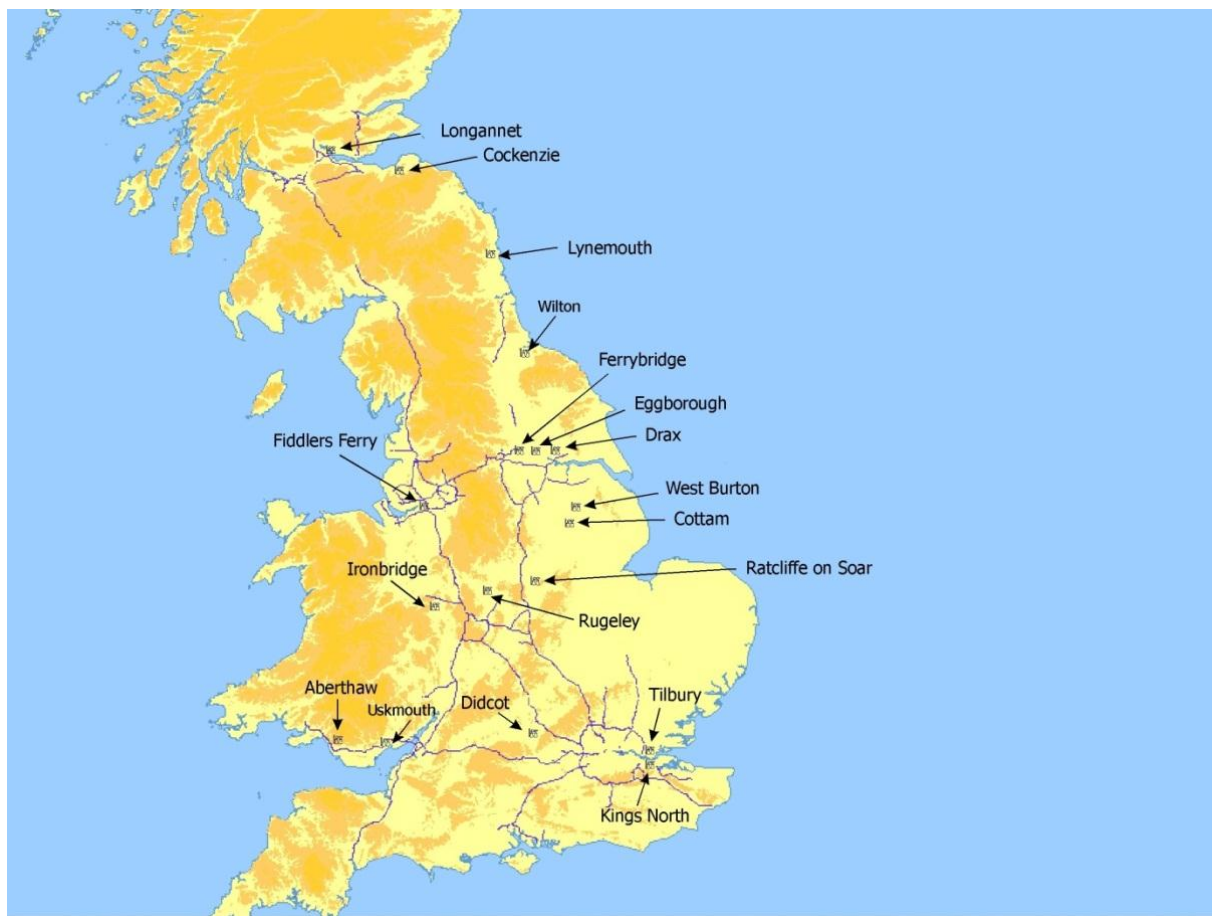 Longannet
Cockenzie
Lynemouth
Wilton
Ferrybridge
Eggborough
Drax
Fiddlers Ferry
West Burton
Cottam
Ratcliffe on Soar
Ironbridge
Rugeley
Aberthaw
Uskmouth
Didcot
Tilbury
Kings North